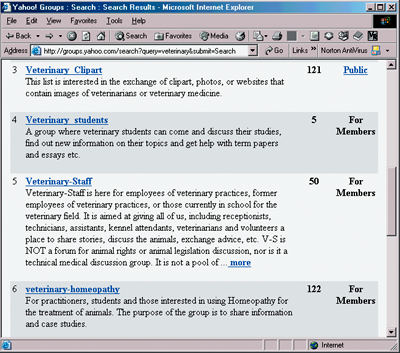 Yahoo! Groups : Search : Search Results - Microsoft Internet Explorer
File Edit View Favorites Tools Help
Back Search Favorites Media
Address http://groups.yahoo.com/search?query=veterinary&submit=Search Go Links » Norton AntiVirus
3 Veterinary_Clipart 121 Public
This list is interested in the exchange of clipart, photos, or websites that
contain images of veterinarians or veterinary medicine.
4 Veterinary_students 5 For
Members
A group where veterinary students can come and discuss their studies,
find out new information on their topics and get help with term papers
and essays etc.
5 Veterinary-Staff 50 For
Members
Veterinary-Staff is here for employees of veterinary practices, former
employees of veterinary practices, or those currently in school for the
veterinary field. It is aimed at giving all of us, including receptionists,
technicians, assistants, kennel attendants, veterinarians and volunteers a
place to share stories, discuss the animals, exchange advice, etc. V-S is
NOT a forum for animal rights or animal legislation discussion, nor is it a
technical medical discussion group. It is not a pool of ... more
6 veterinary-homeopathy 122 For
Members
For practitioners, students and those interested in using Homeopathy for
the treatment of animals. The purpose of the group is to share information
and case studies.
Internet